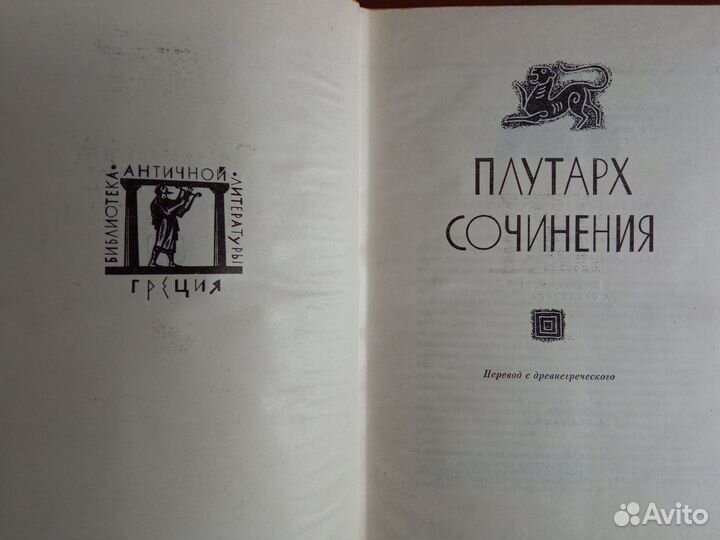 БИБЛИОТЕКА • АНТИЧНОЙ • ЛИТЕРАТУРЫ
ГРЕЦИЯ
ПЛУТАРХ
СОЧИНЕНИЯ
Перевод с древнегреческого
Avito